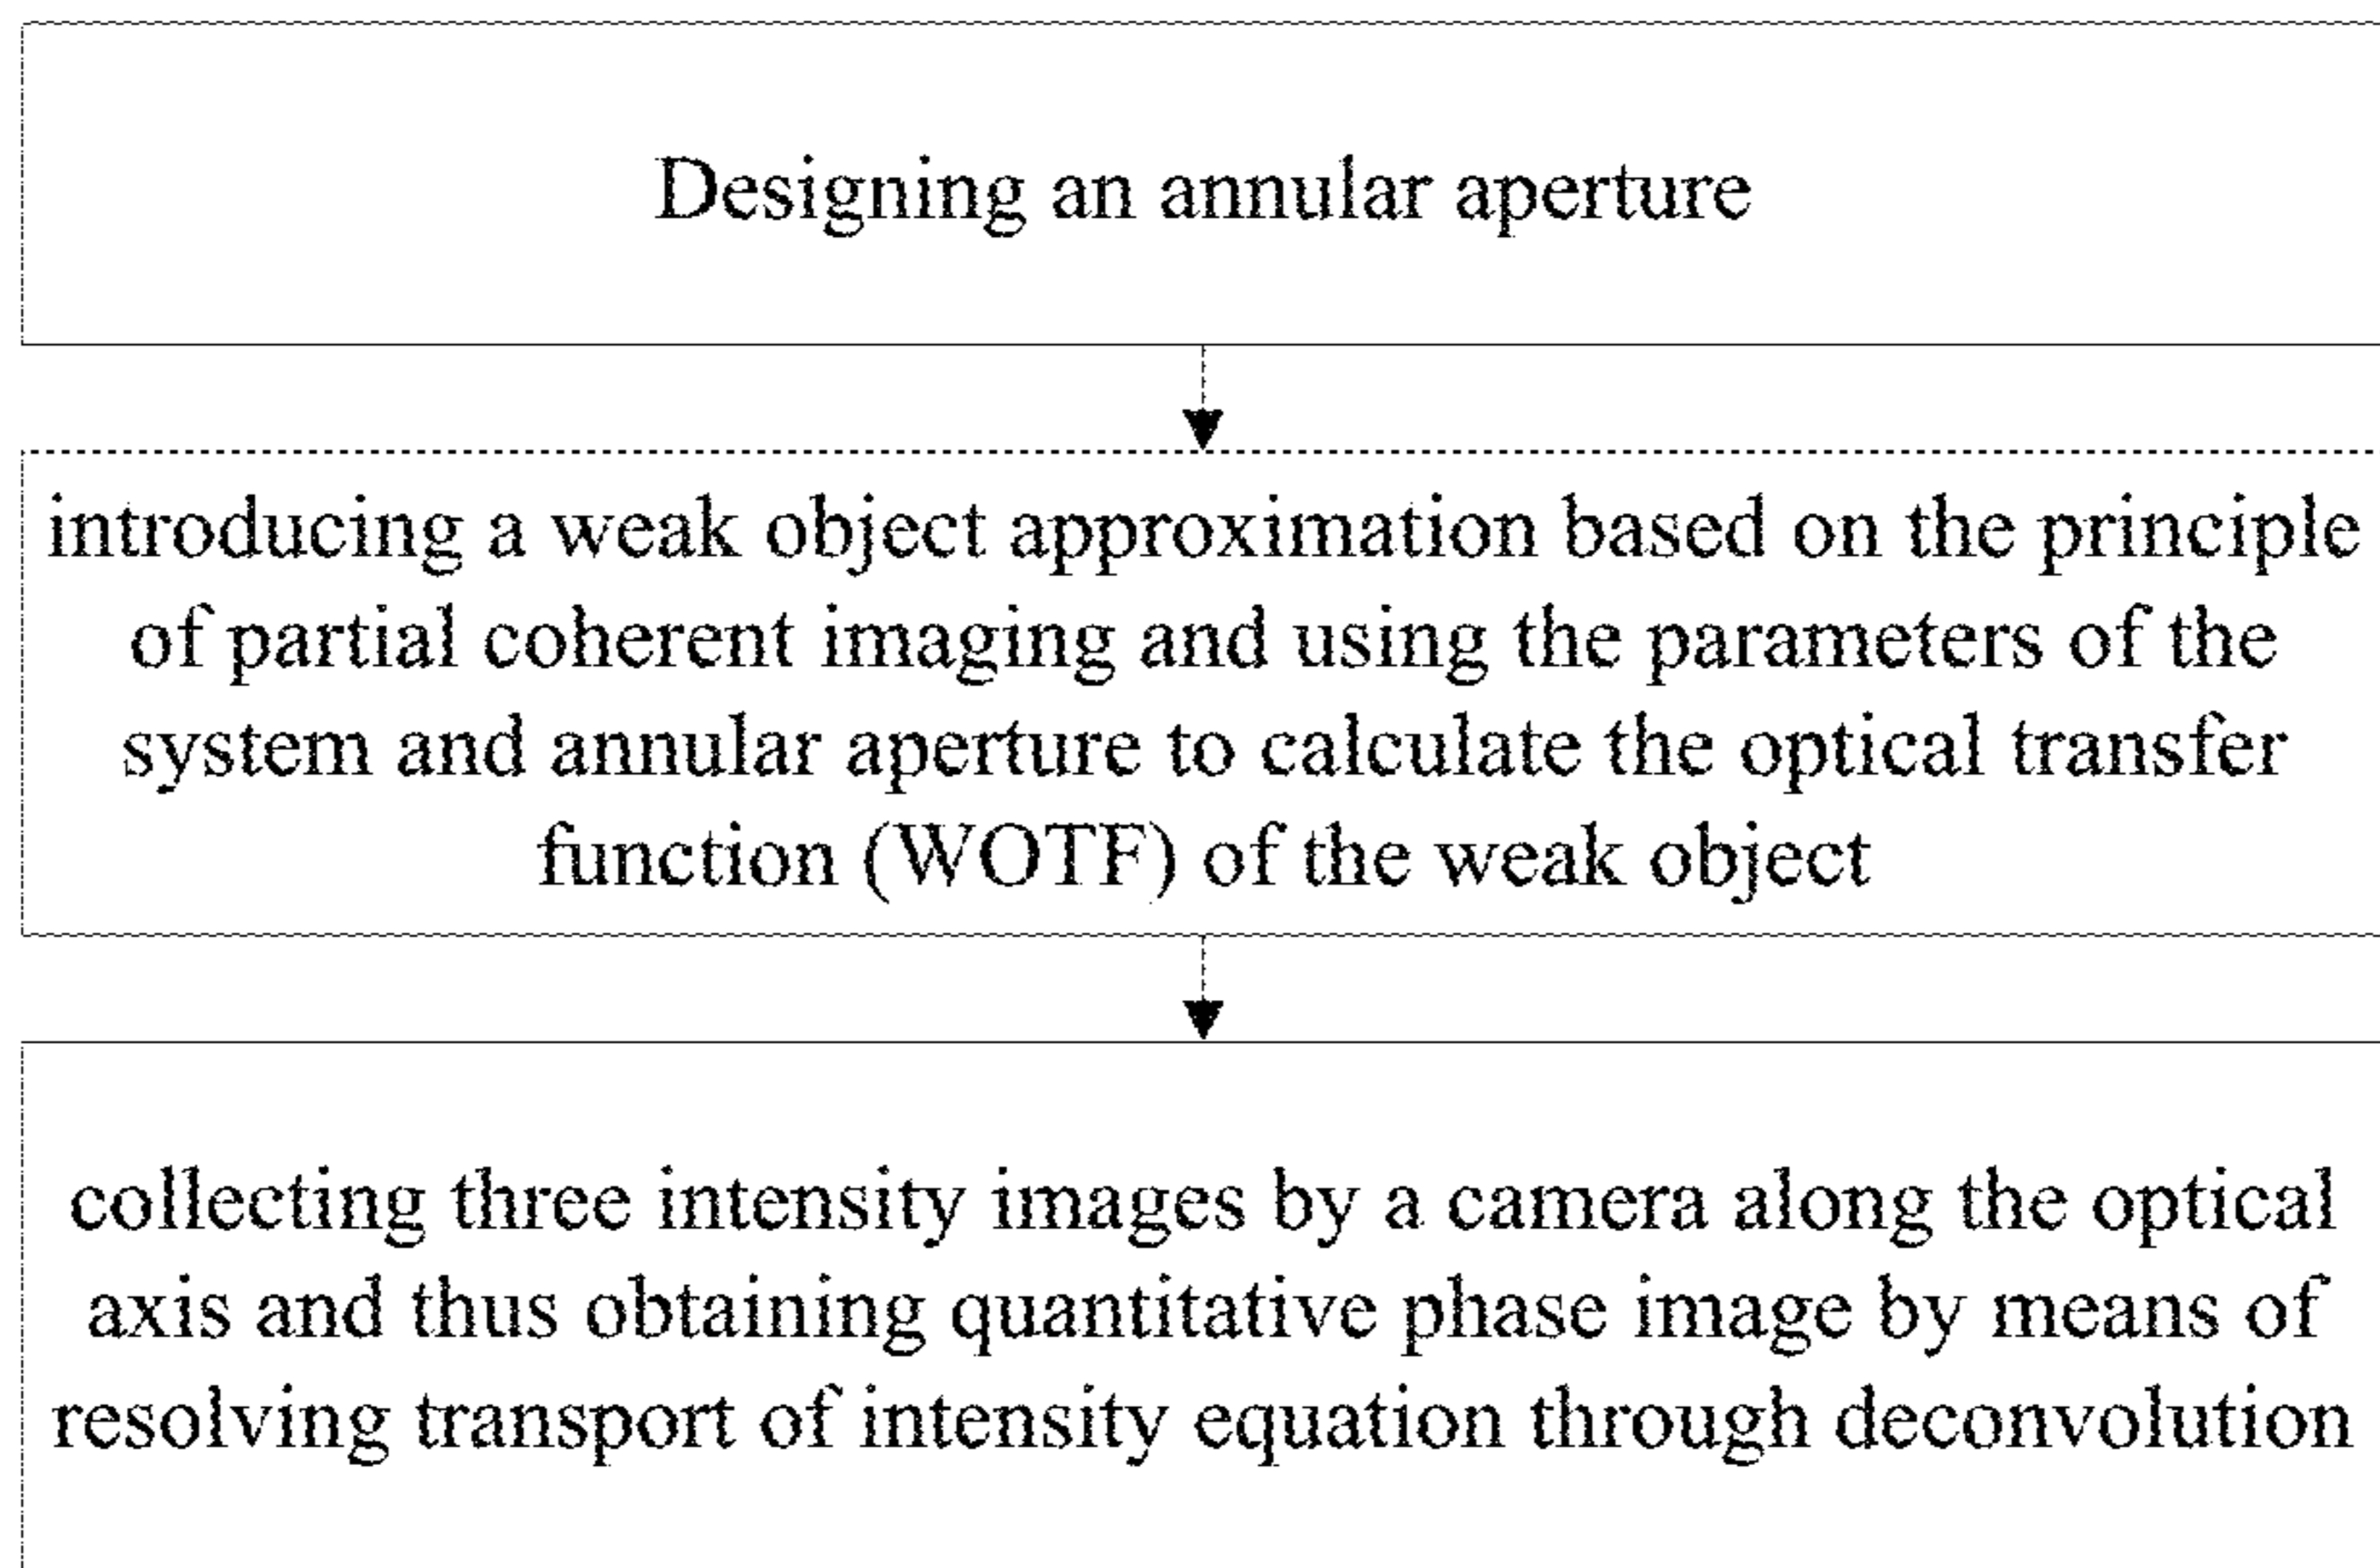 Designing an annular aperture
introducing a weak object approximation based on the principle
of partial coherent imaging and using the parameters of the
system and annular aperture to calculate the optical transfer
function (WOTF) of the weak object
collecting three intensity images by a camera along the optical
axis and thus obtaining quantitative phase image by means of
resolving transport of intensity equation through deconvolution